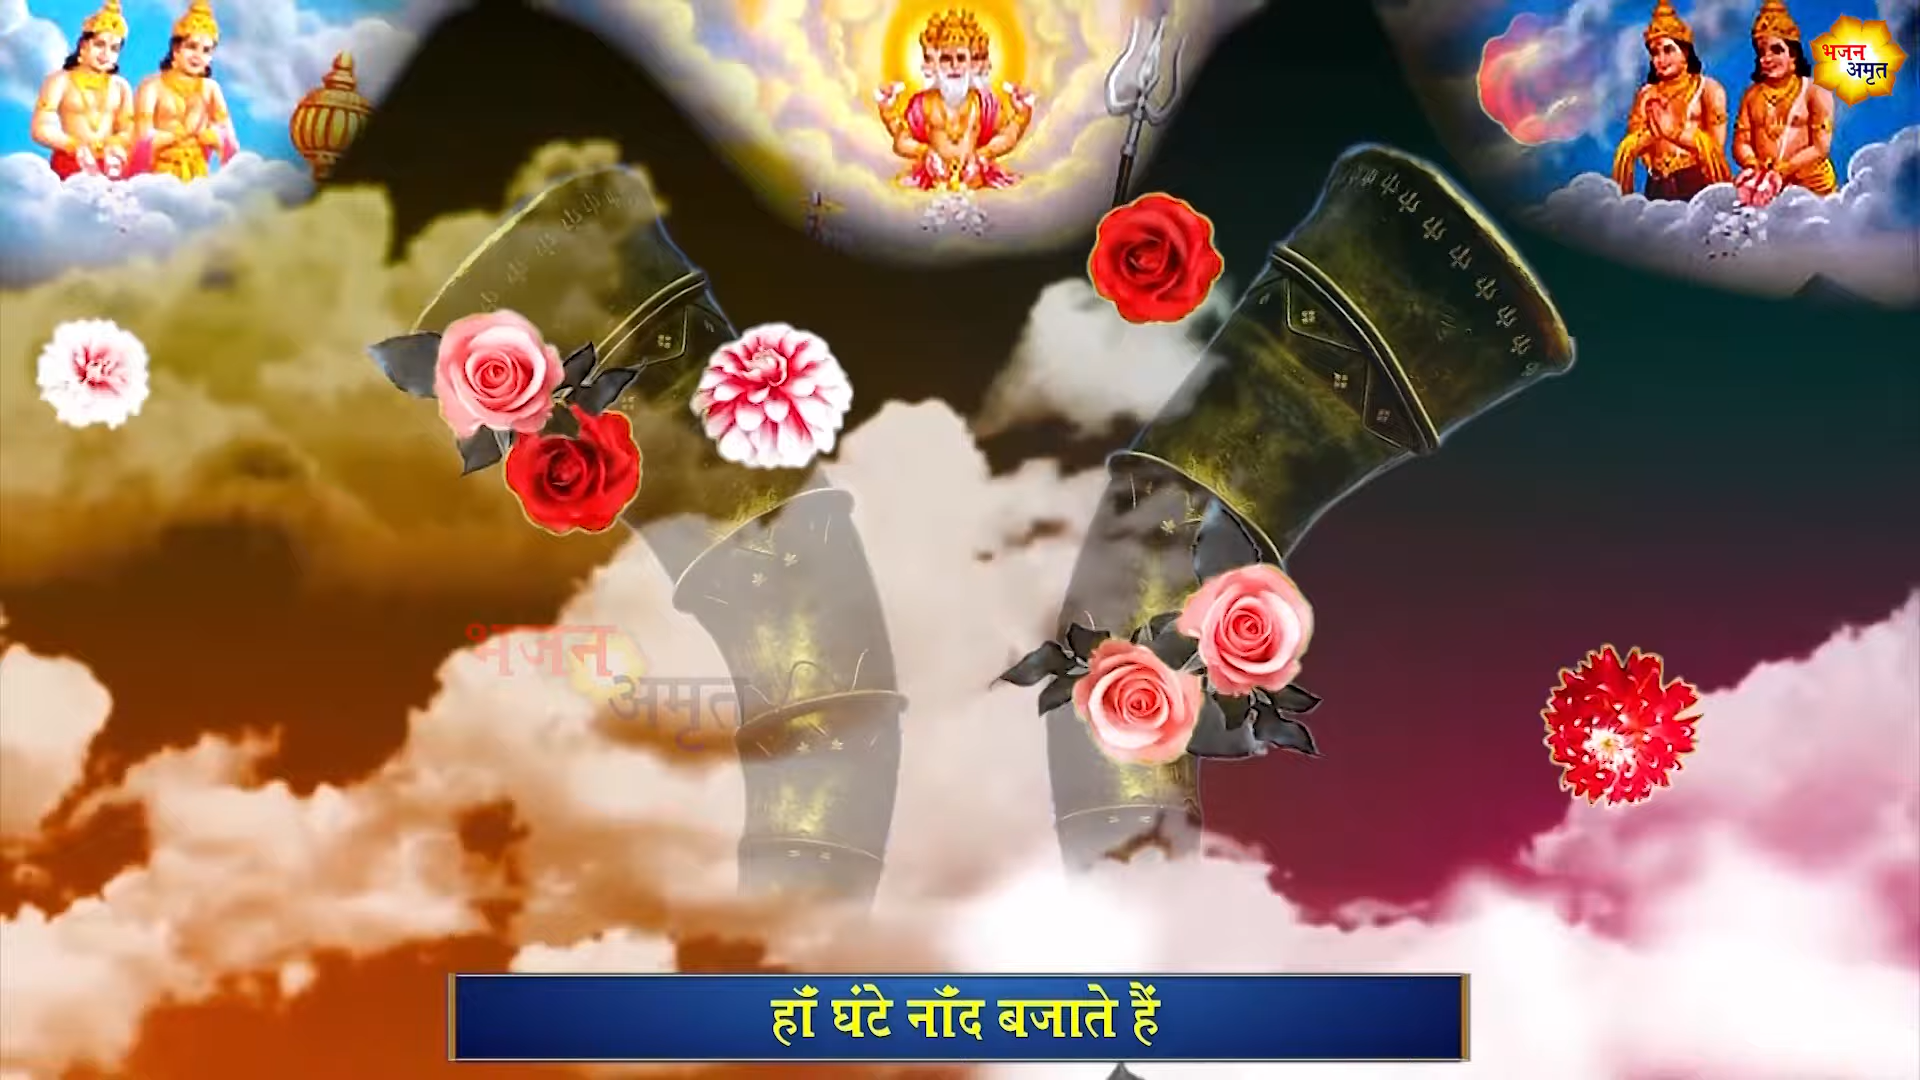 भजन
अमृत
भजन
अमृत
हाँ घंटे नाँद बजाते हैं